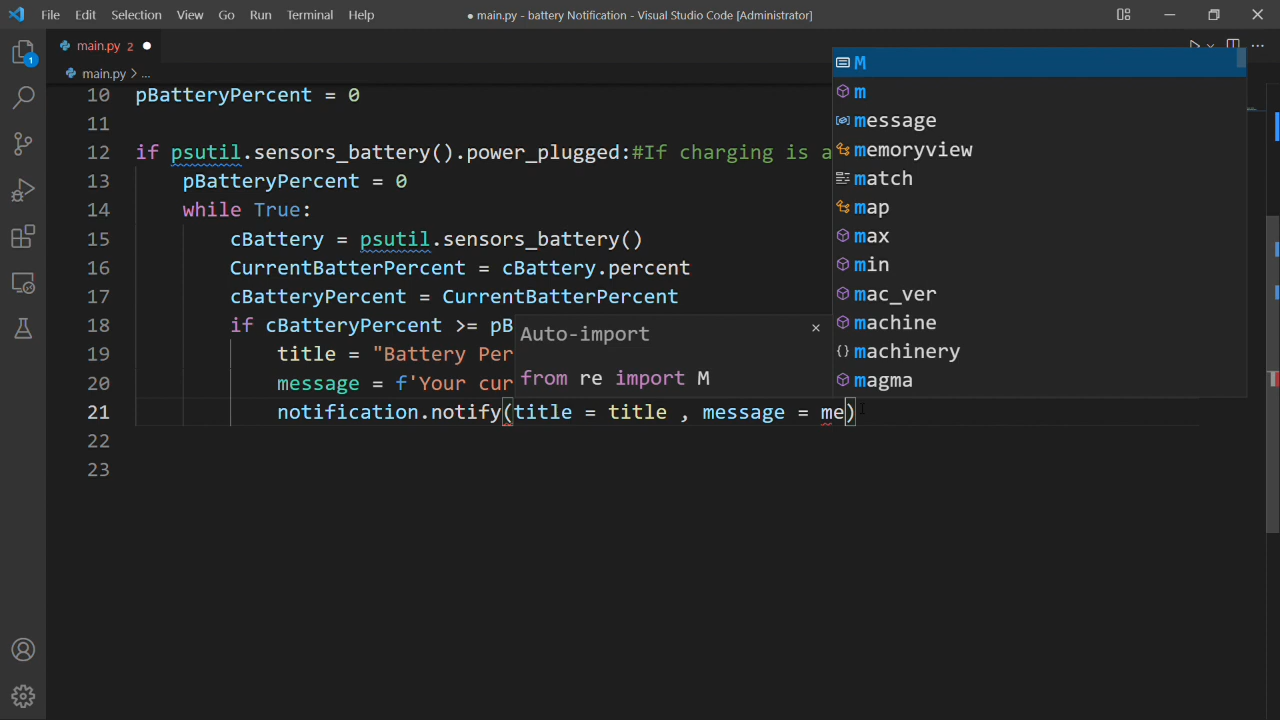 File Edit Selection View Go Run Terminal Help ● main.py - battery Notification - Visual Studio Code [Administrator]
main.py 2
main.py > ...
10 pBatteryPercent = 0
11
12 if psutil.sensors_battery().power_plugged:#If charging is a
13 pBatteryPercent = 0
14 while True:
15 cBattery = psutil.sensors_battery()
16 CurrentBatterPercent = cBattery.percent
17 cBatteryPercent = CurrentBatterPercent
18 if cBatteryPercent >= pB
19 title = "Battery Per
20 message = f'Your cur
21 notification.notify(title = title , message = me)
22
23
Auto-import ×
from re import M
M
m
message
memoryview
match
map
max
min
mac_ver
machine
machinery
magma
1